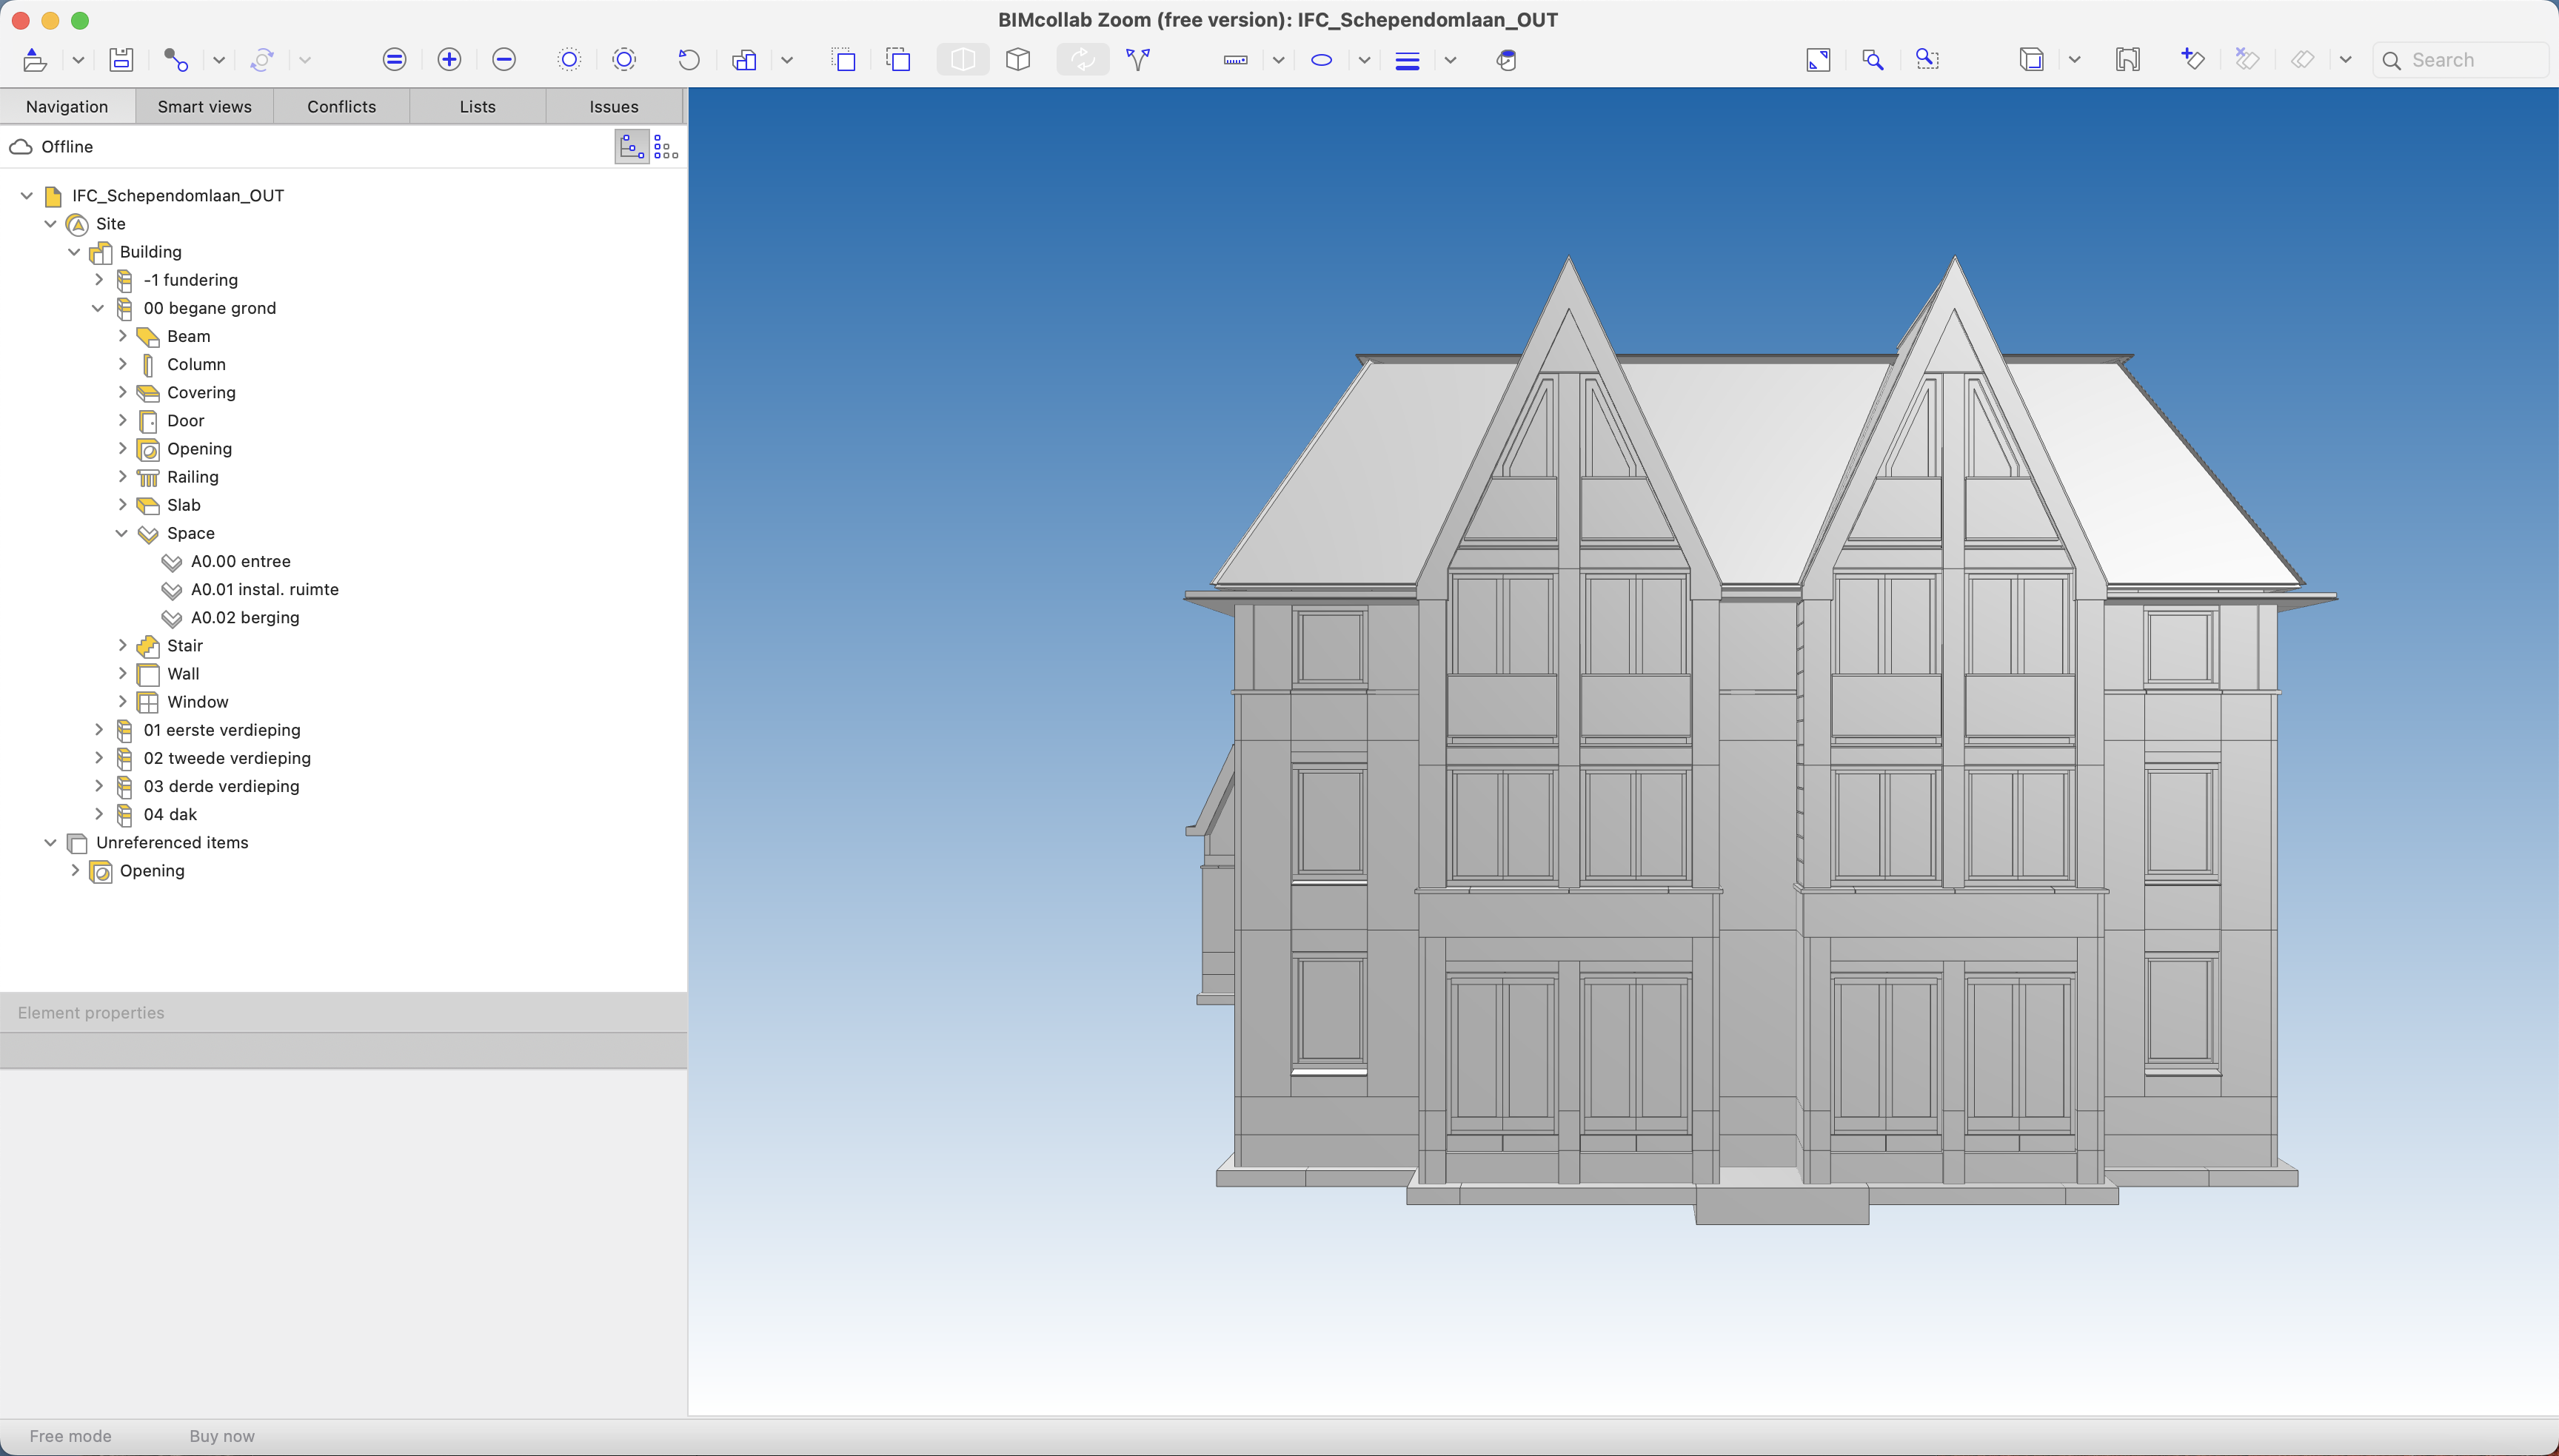 BIMcollab Zoom (free version): IFC_Schependomlaan_OUT
Search
Navigation Smart views Conflicts Lists Issues
Offline
IFC_Schependomlaan_OUT
Site
Building
-1 fundering
00 begane grond
Beam
Column
Covering
Door
Opening
Railing
Slab
Space
A0.00 entree
A0.01 instal. ruimte
A0.02 berging
Stair
Wall
Window
01 eerste verdieping
02 tweede verdieping
03 derde verdieping
04 dak
Unreferenced items
Opening
Element properties
Free mode Buy now